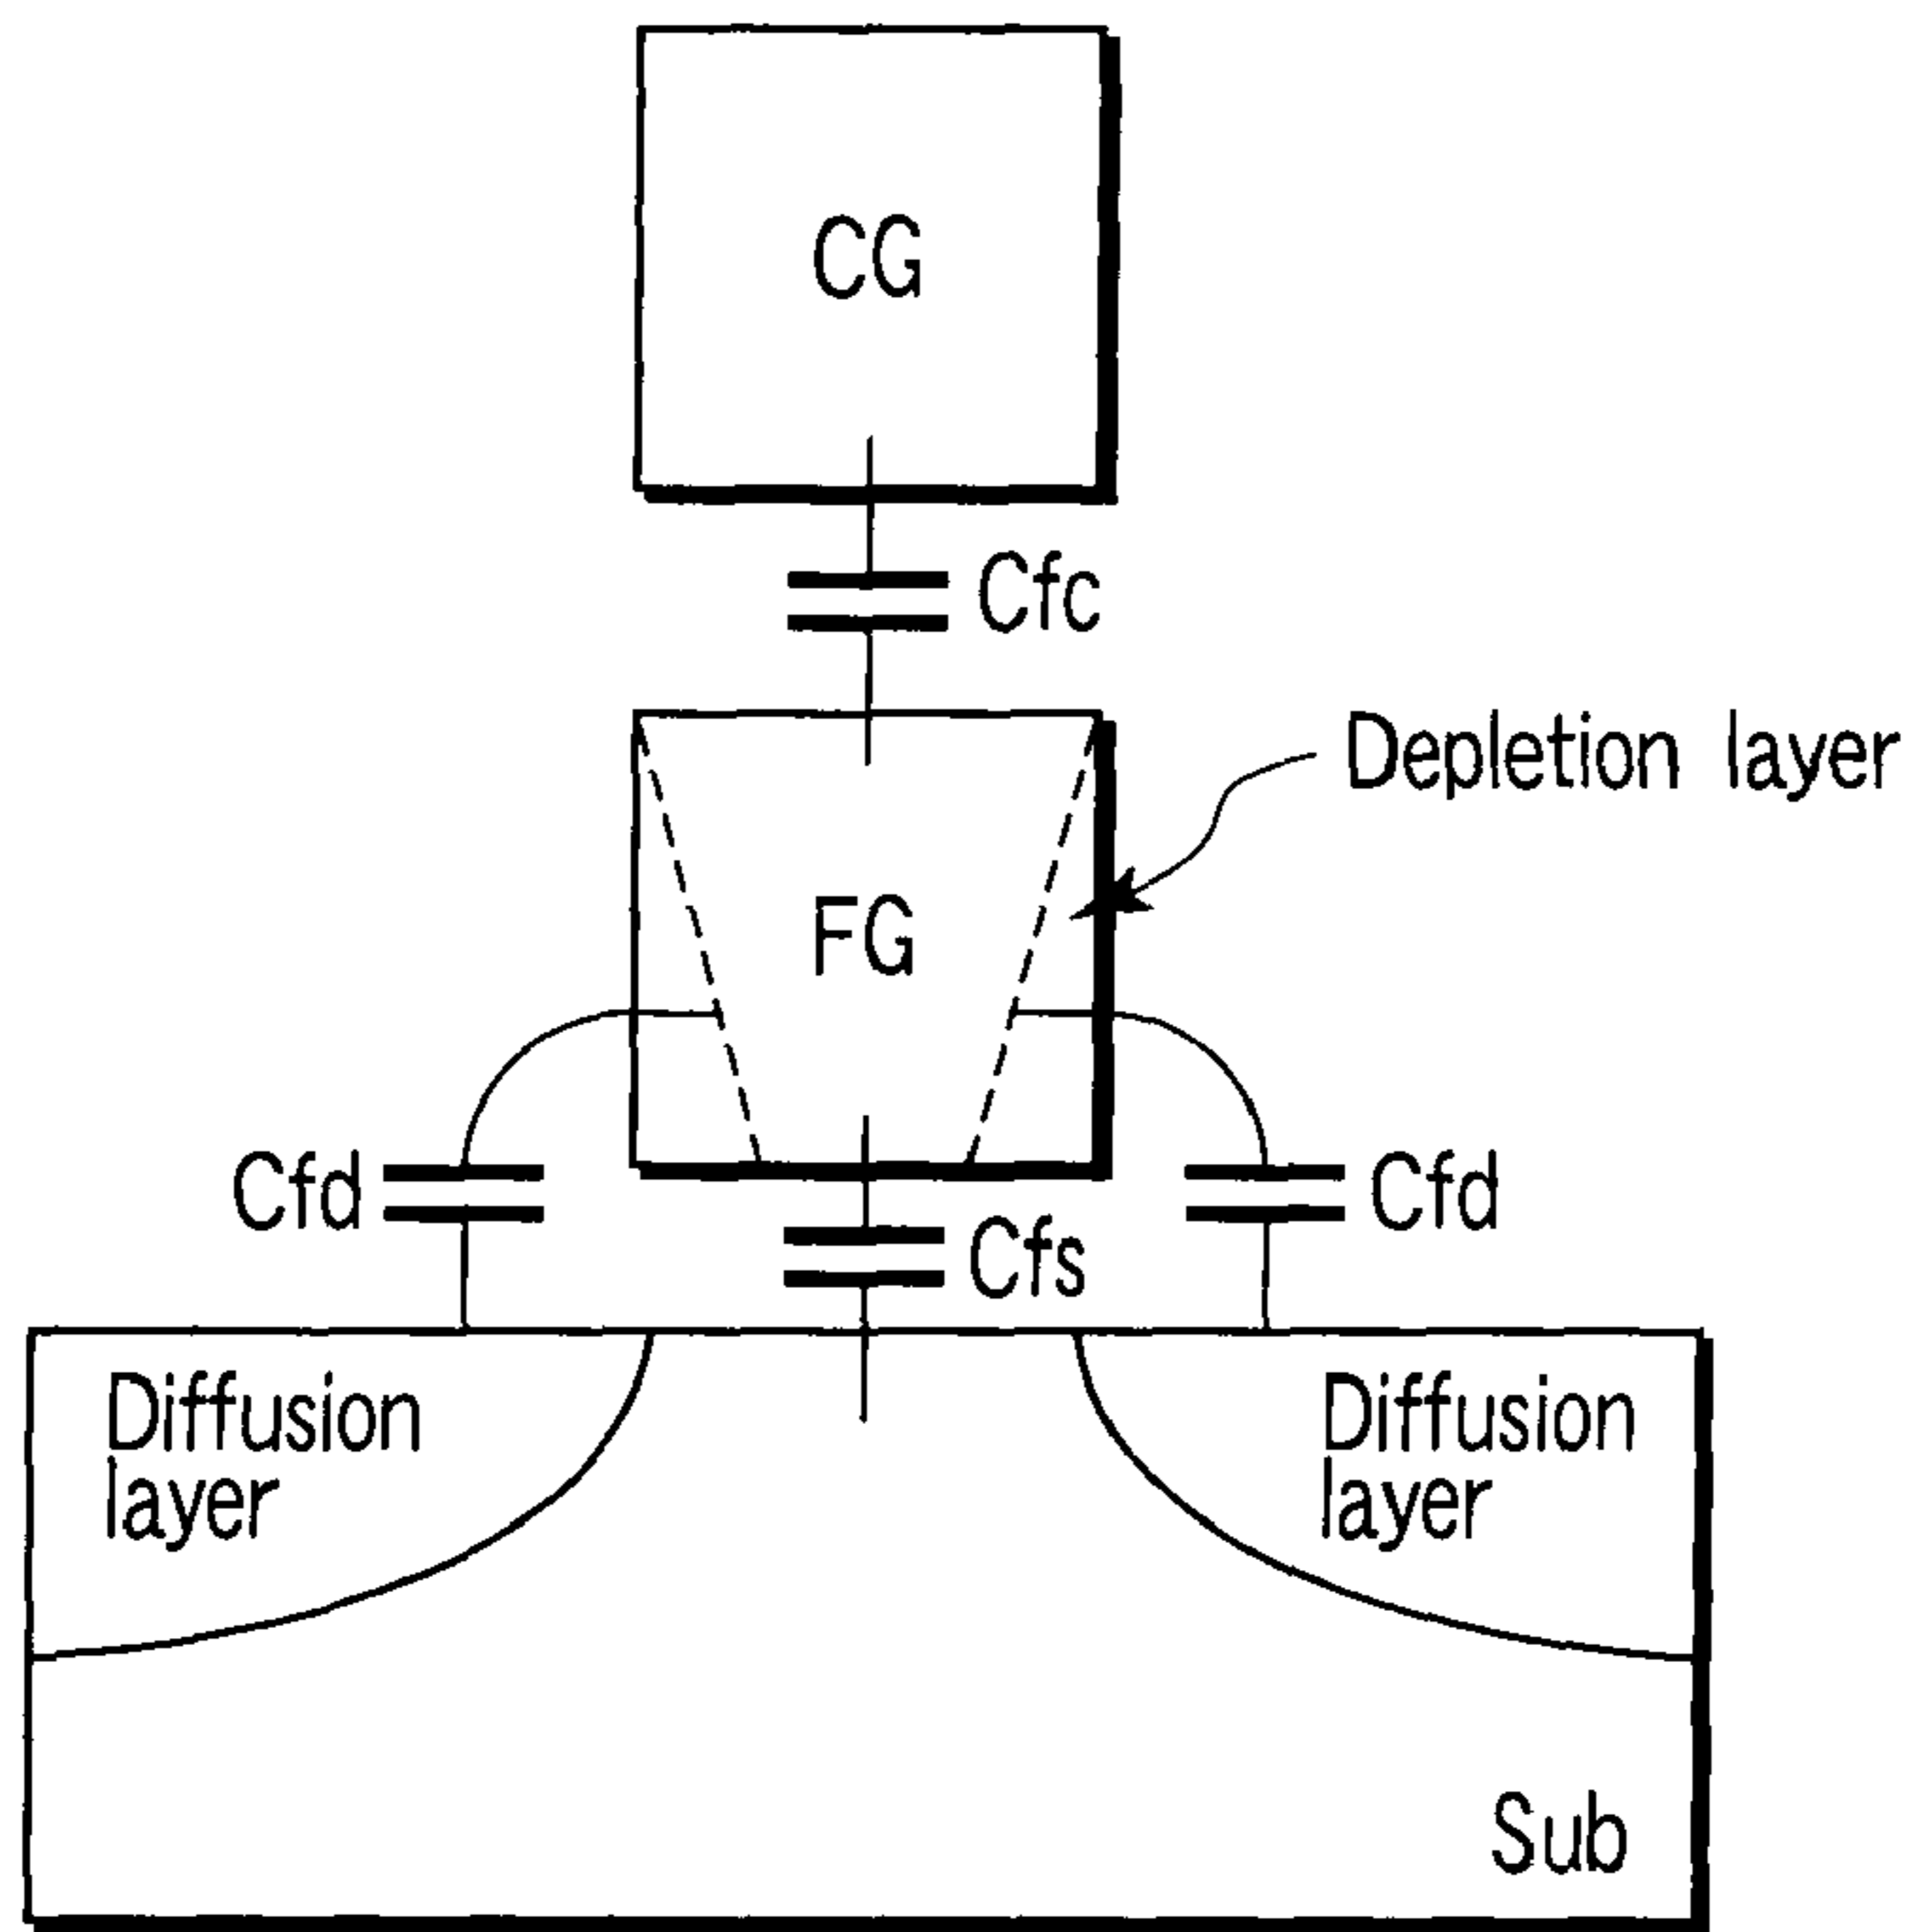 CG
Cfc
Depletion layer
FG
Cfd
Cfd
Cfs
Diffusion
layer
Diffusion
layer
Sub